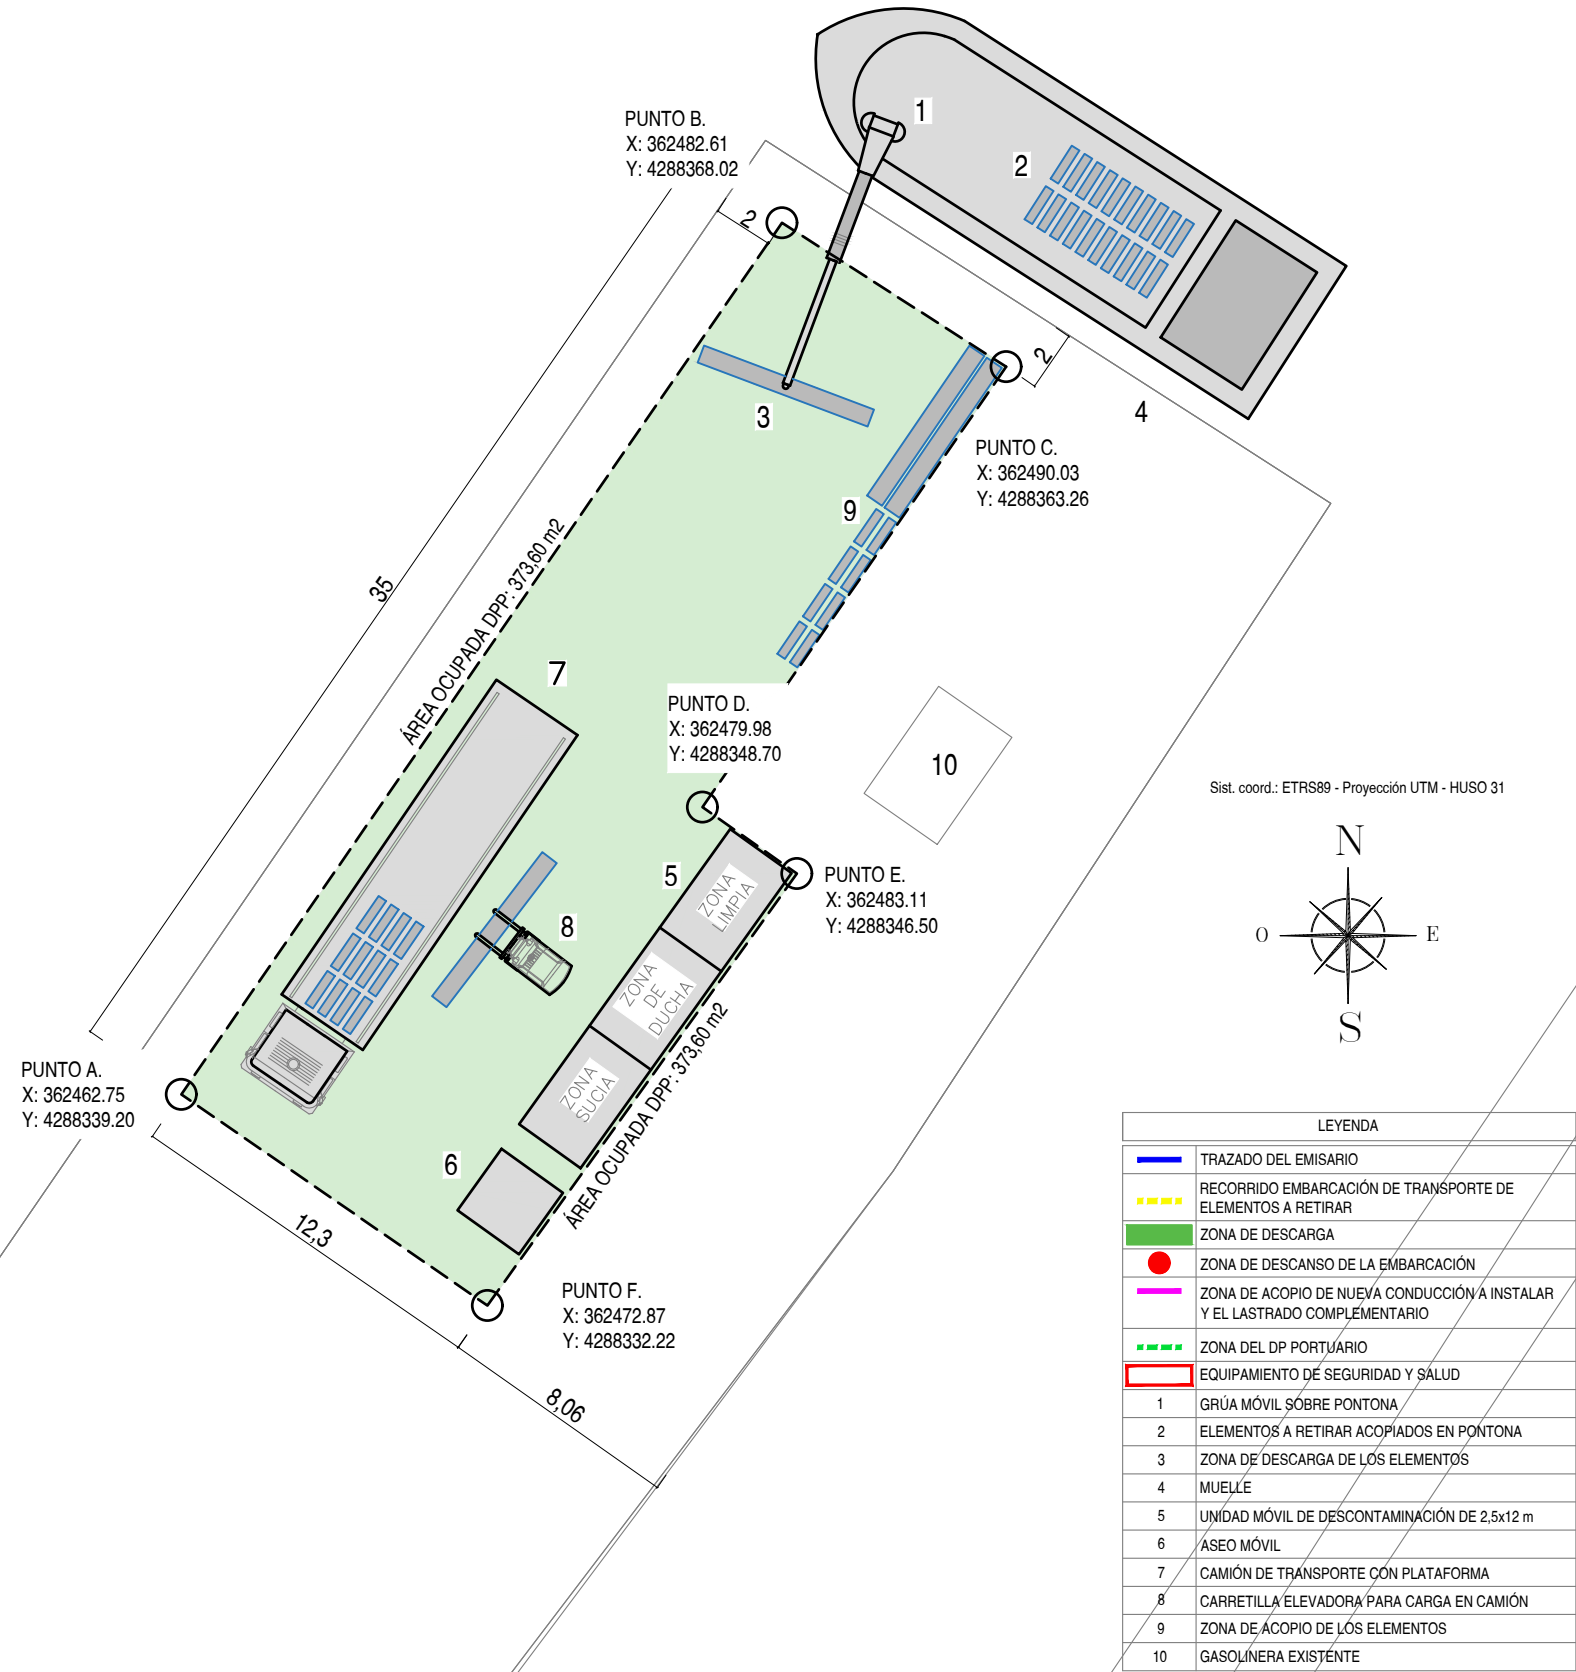 1
PUNTO B.
X: 362482.61
Y: 4288368.02
2
2
2
3
4
PUNTO C.
X: 362490.03
Y: 4288363.26
9
35
ÁREA OCUPADA DPP: 373,60 m2
7
PUNTO D.
X: 362479.98
Y: 4288348.70
10
Sist. coord.: ETRS89 - Proyección UTM - HUSO 31
N
O
E
S
5
ZONA
LIMPIA
PUNTO E.
X: 362483.11
Y: 4288346.50
8
ZONA
DE
DUCHA
ZONA
SUCIA
ÁREA OCUPADA DPP: 373,60 m2
PUNTO A.
X: 362462.75
Y: 4288339.20
6
12,3
PUNTO F.
X: 362472.87
Y: 4288332.22
8,06
LEYENDA
TRAZADO DEL EMISARIO
RECORRIDO EMBARCACIÓN DE TRANSPORTE DE
ELEMENTOS A RETIRAR
ZONA DE DESCARGA
ZONA DE DESCANSO DE LA EMBARCACIÓN
ZONA DE ACOPIO DE NUEVA CONDUCCIÓN A INSTALAR
Y EL LASTRADO COMPLEMENTARIO
ZONA DEL DP PORTUARIO
EQUIPAMIENTO DE SEGURIDAD Y SALUD
1 GRÚA MÓVIL SOBRE PONTONA
2 ELEMENTOS A RETIRAR ACOPIADOS EN PONTONA
3 ZONA DE DESCARGA DE LOS ELEMENTOS
4 MUELLE
5 UNIDAD MÓVIL DE DESCONTAMINACIÓN DE 2,5x12 m
6 ASEO MÓVIL
7 CAMIÓN DE TRANSPORTE CON PLATAFORMA
8 CARRETILLA ELEVADORA PARA CARGA EN CAMIÓN
9 ZONA DE ACOPIO DE LOS ELEMENTOS
10 GASOLINERA EXISTENTE